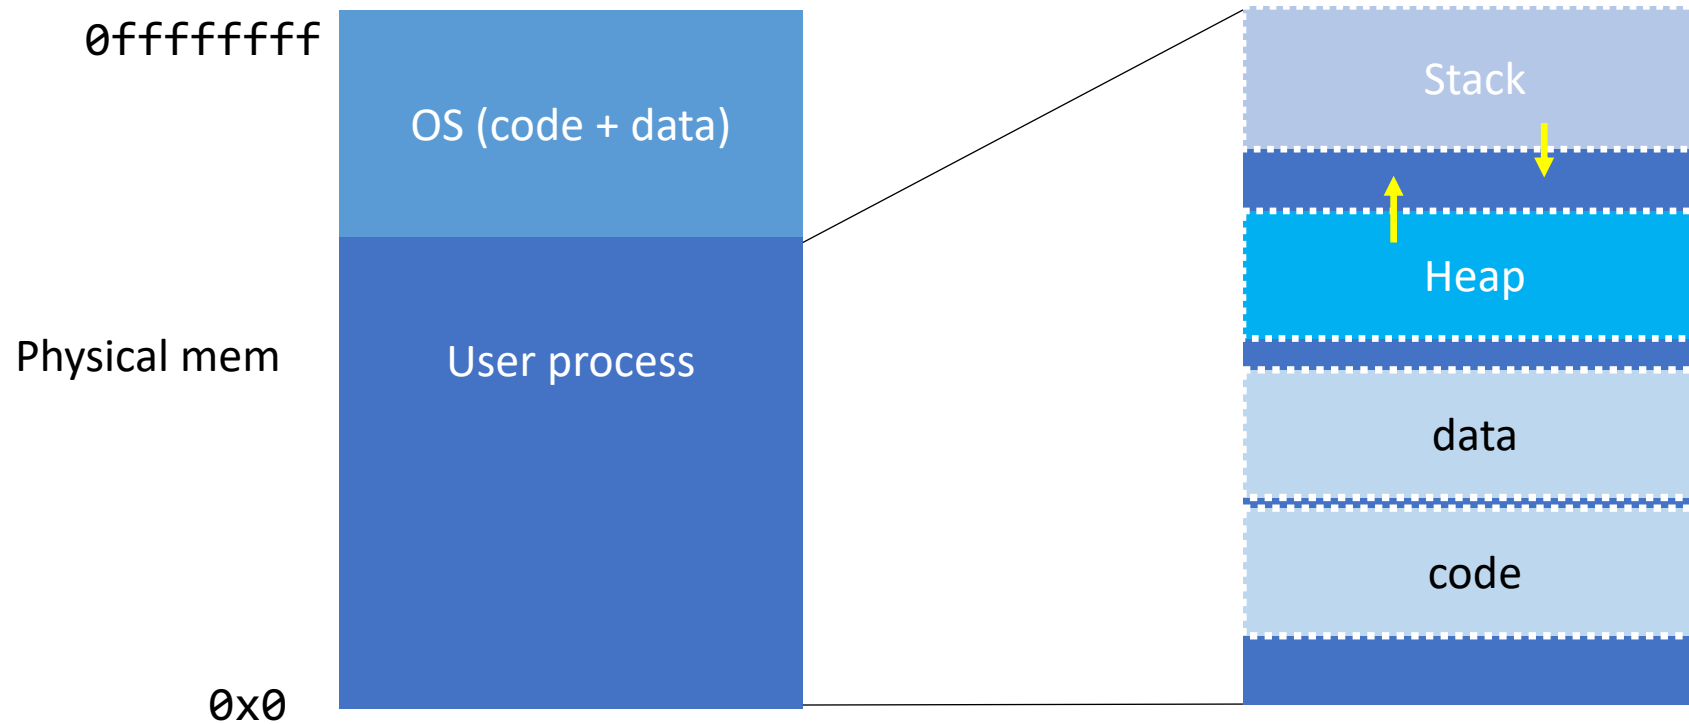 0ffffffff
OS (code + data)
Physical mem
User process
0x0
Stack
Heap
data
code